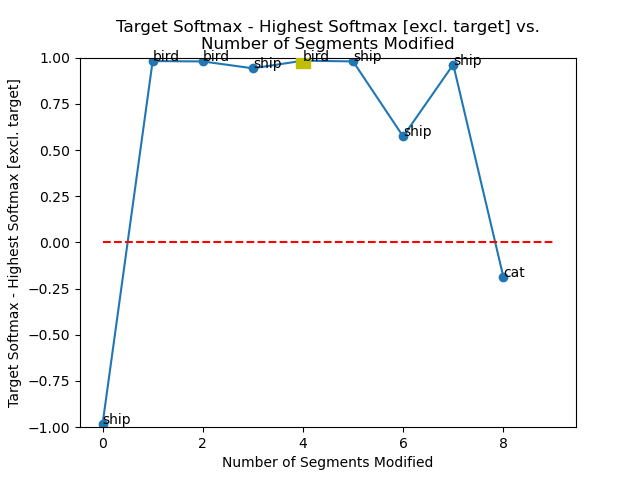 Target Softmax - Highest Softmax [excl. target] vs.
Number of Segments Modified
Target Softmax - Highest Softmax [excl. target]
1.00
0.75
0.50
0.25
0.00
−0.25
−0.50
−0.75
−1.00
ship
bird
bird
ship
bird
ship
ship
ship
cat
0
2
4
6
8
Number of Segments Modified